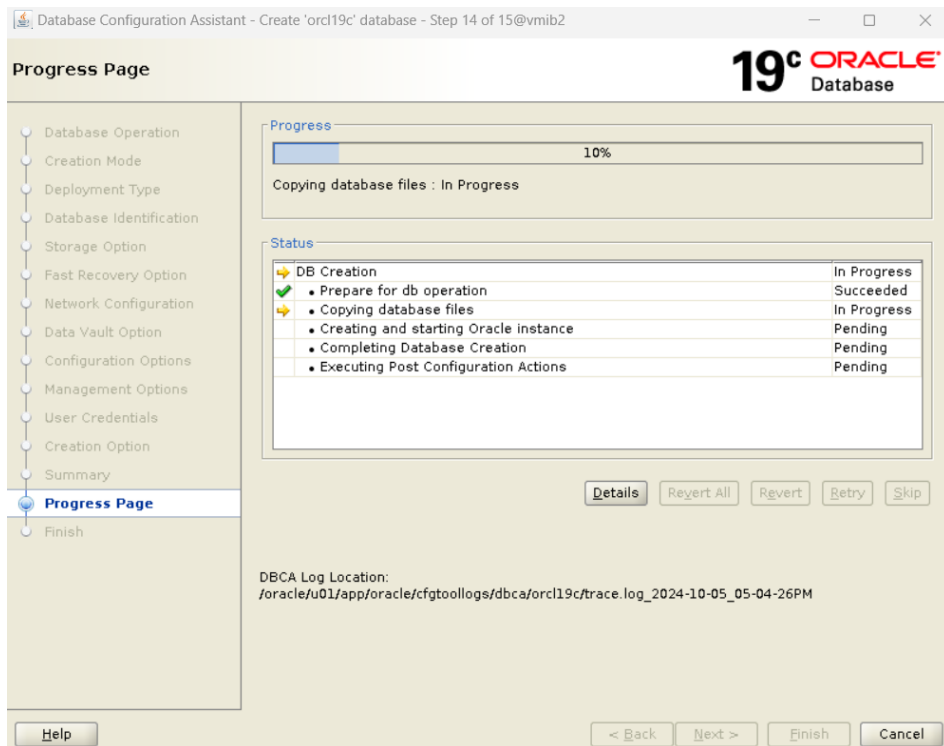 Database Configuration Assistant - Create 'orcl19c' database - Step 14 of 15@vmib2
Progress Page
19c ORACLE
Database
Database Operation
Creation Mode
Deployment Type
Database Identification
Storage Option
Fast Recovery Option
Network Configuration
Data Vault Option
Configuration Options
Management Options
User Credentials
Creation Option
Summary
Progress Page
Finish
Progress
10%
Copying database files : In Progress
Status
DB Creation In Progress
Prepare for db operation Succeeded
Copying database files In Progress
Creating and starting Oracle instance Pending
Completing Database Creation Pending
Executing Post Configuration Actions Pending
Details Revert All Revert Retry Skip
DBCA Log Location:
/oracle/u01/app/oracle/cfgtoollogs/dbca/orcl19c/trace.log_2024-10-05_05-04-26PM
Help < Back Next > Finish Cancel